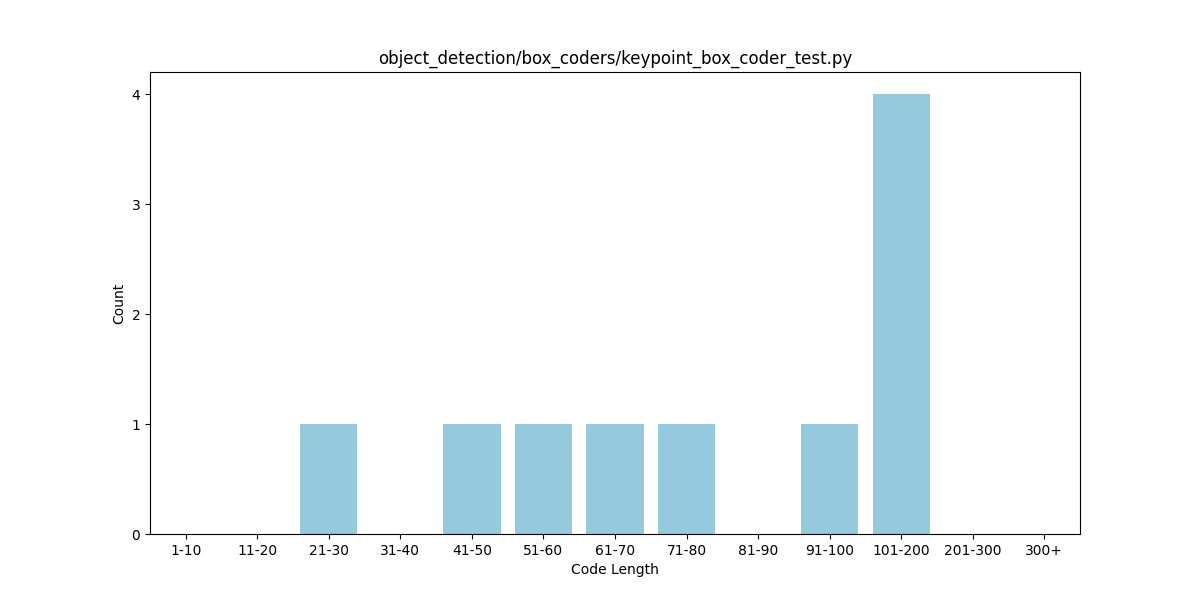 object_detection/box_coders/keypoint_box_coder_test.py
4
3
2
1
0
Count
1-10 11-20 21-30 31-40 41-50 51-60 61-70 71-80 81-90 91-100 101-200 201-300 300+
Code Length